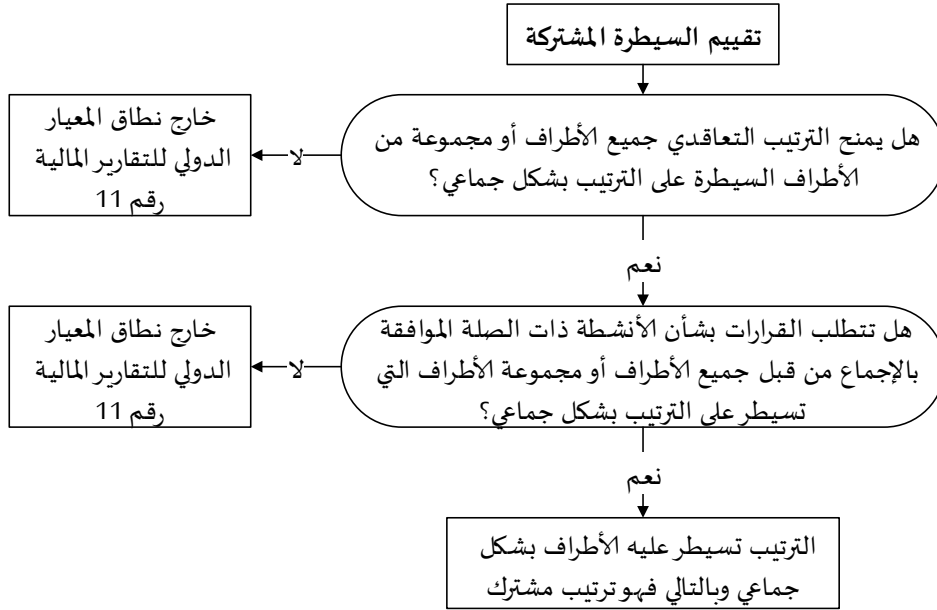 تقييم السيطرة المشتركة
هل يمنح الترتيب التعاقدي جميع الأطراف أو مجموعة من
الأطراف السيطرة على الترتيب بشكل جماعي؟
لا
خارج نطاق المعيار
الدولي للتقارير المالية
رقم 11
نعم
هل تتطلب القرارات بشأن الأنشطة ذات الصلة الموافقة
بالإجماع من قبل جميع الأطراف أو مجموعة الأطراف التي
تسيطر على الترتيب بشكل جماعي؟
لا
خارج نطاق المعيار
الدولي للتقارير المالية
رقم 11
نعم
الترتيب تسيطر عليه الأطراف بشكل
جماعي وبالتالي فهو ترتيب مشترك